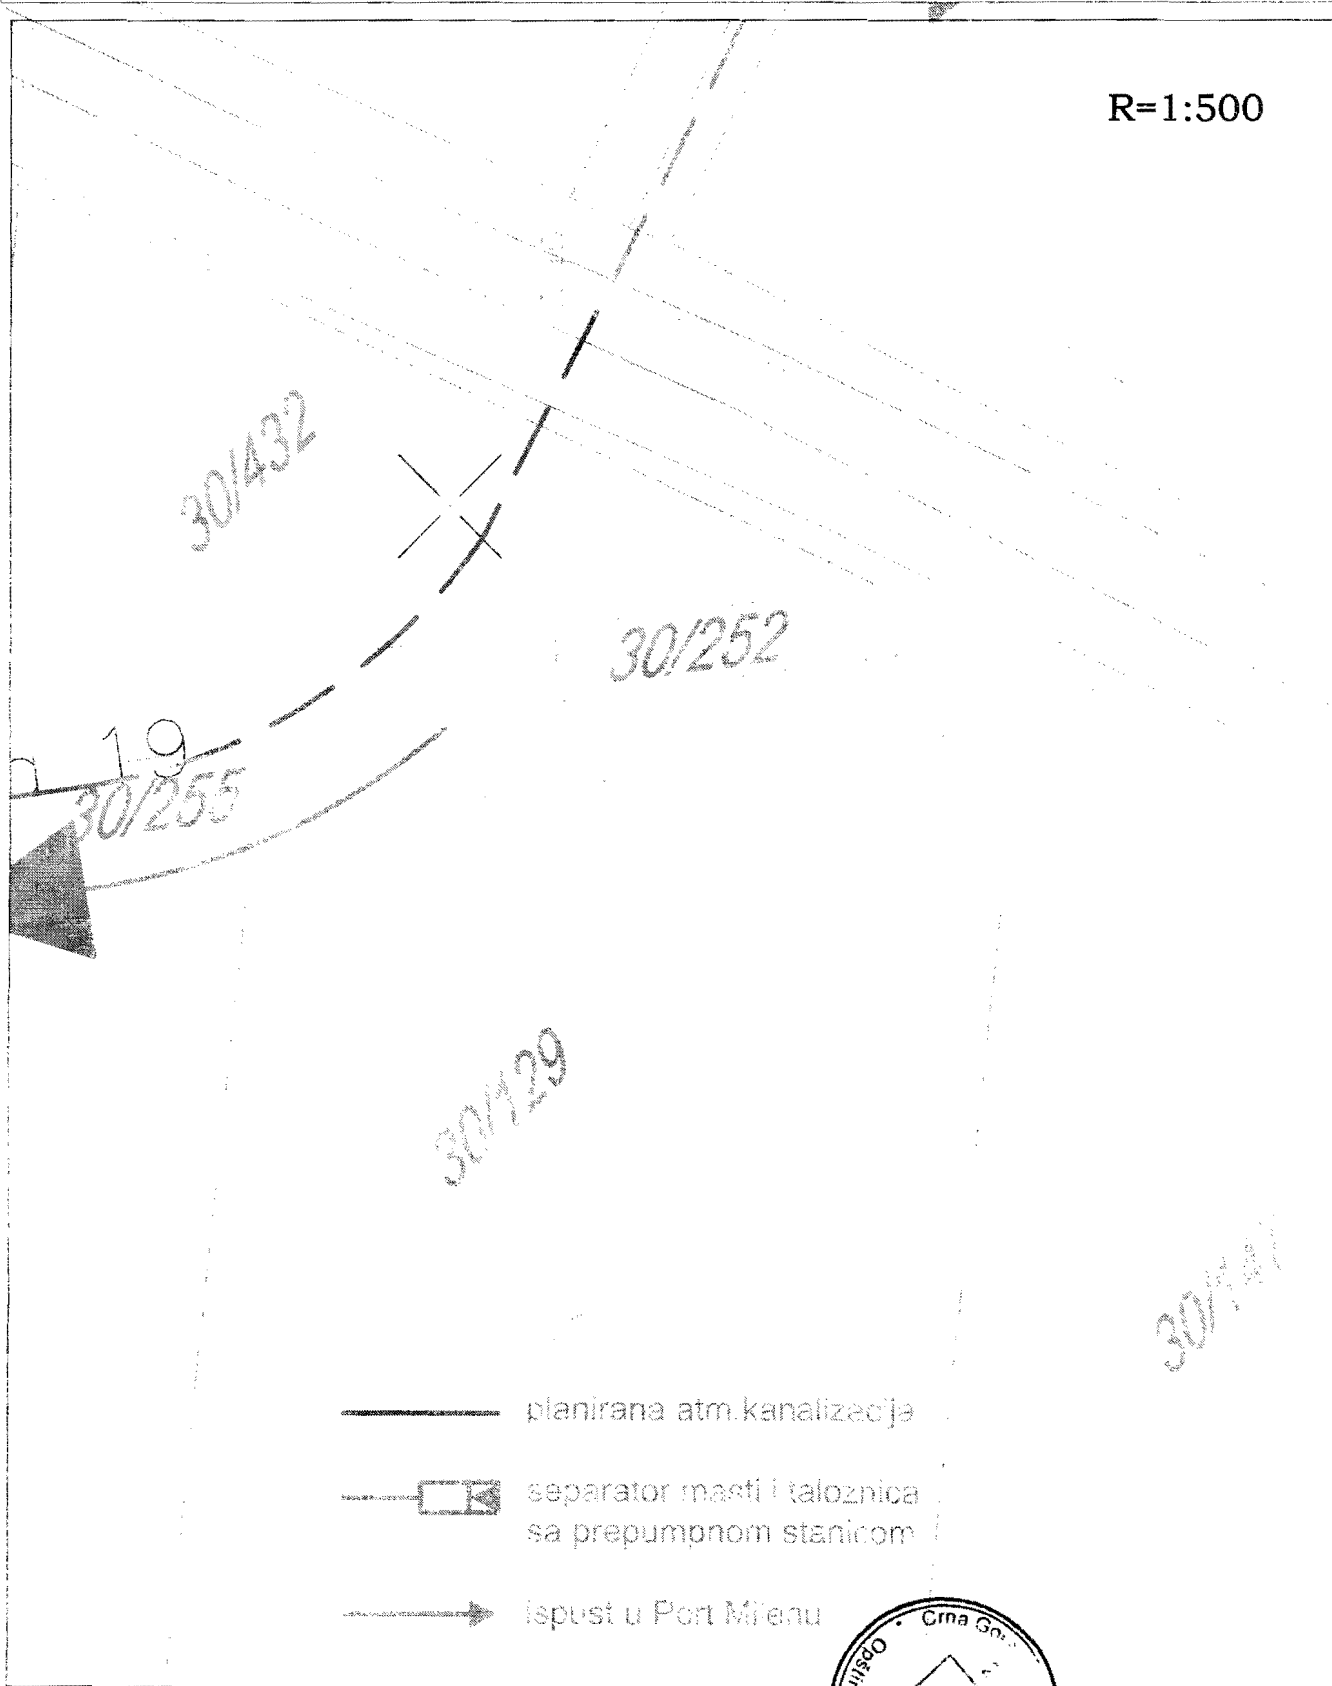 R=1:500
30/432
30/252
19
30/255
30/129
planirana atm.kanalizacija
separator masti i taloznica
sa prepumpnom stanicom
ispust u Port Milenu
Crna